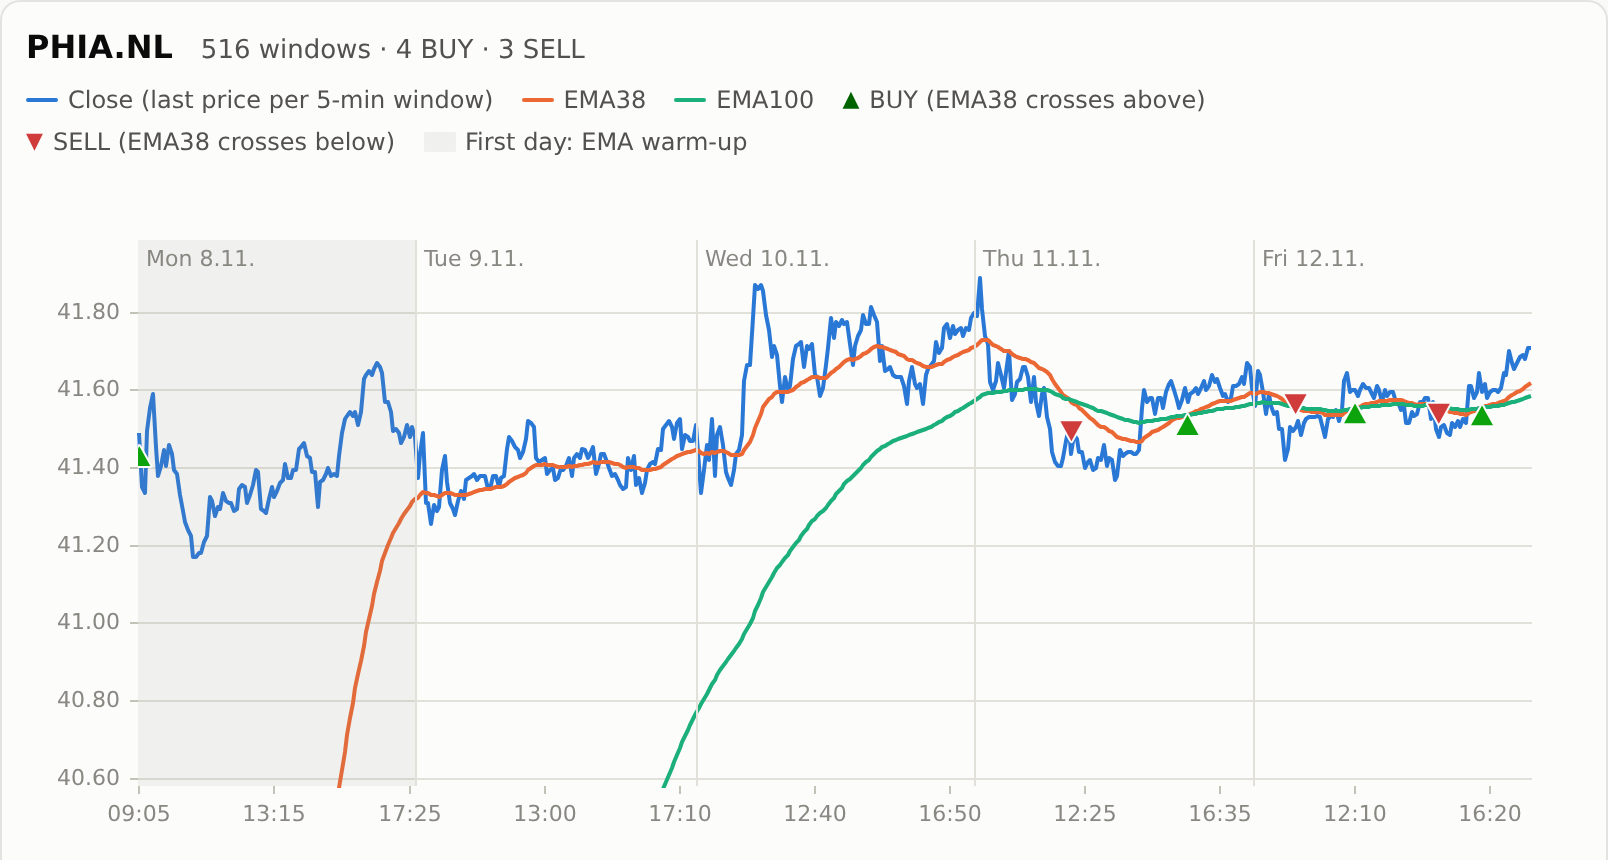 PHIA.NL 516 windows · 4 BUY · 3 SELL
Close (last price per 5-min window) EMA38 EMA100 BUY (EMA38 crosses above)
SELL (EMA38 crosses below) First day: EMA warm-up
Mon 8.11. Tue 9.11. Wed 10.11. Thu 11.11. Fri 12.11.
41.80
41.60
41.40
41.20
41.00
40.80
40.60
09:05 13:15 17:25 13:00 17:10 12:40 16:50 12:25 16:35 12:10 16:20